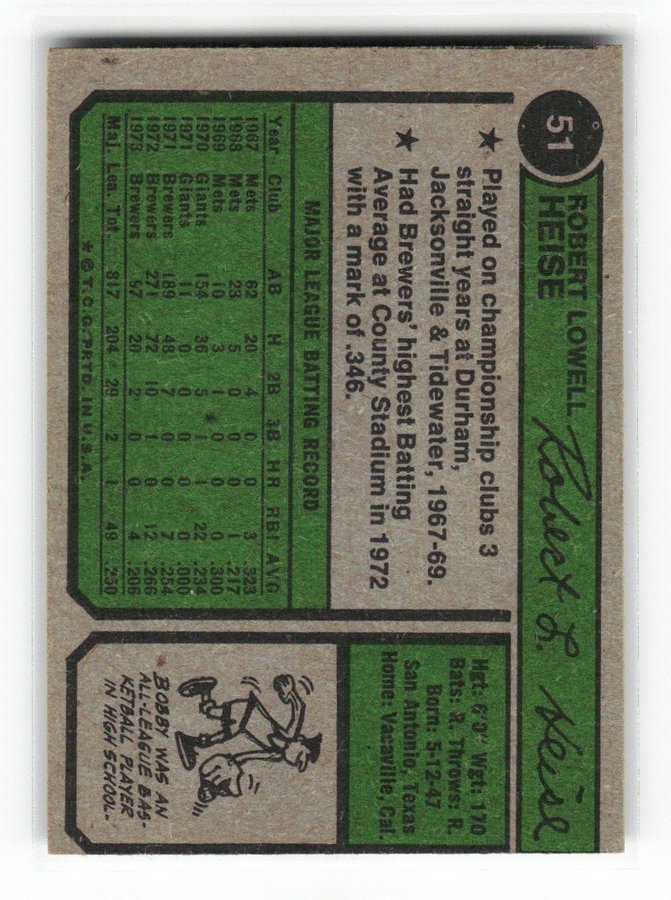 51
ROBERT LOWELL
HEISE
Robert L. Heise
★ Played on championship clubs 3
straight years at Durham,
Jacksonville & Tidewater, 1967-69.
★ Had Brewers' highest Batting
Average at County Stadium in 1972
with a mark of .346.
MAJOR LEAGUE BATTING RECORD
Year Club AB H 2B 3B HR RBI AVG
1967 Mets 62 20 4 0 0 3 .323
1968 Mets 23 5 0 0 0 1 .217
1969 Mets 10 3 1 0 0 0 .300
1970 Giants 154 36 5 1 1 22 .234
1971 Giants 11 0 0 0 0 0 .000
1971 Brewers 189 48 7 0 0 7 .254
1972 Brewers 271 72 10 1 0 12 .266
1973 Brewers 97 20 2 0 0 4 .206
Maj. Lea. Tot. 817 204 29 2 1 49 .250
* © T.C.G. PRTD. IN U.S.A.
Hgt: 6'0" Wgt: 170
Bats: R. Throws: R.
Born: 5-12-47
San Antonio, Texas
Home: Vacaville, Cal.
BOBBY WAS AN
ALL-LEAGUE BAS-
KETBALL PLAYER
IN HIGH SCHOOL.